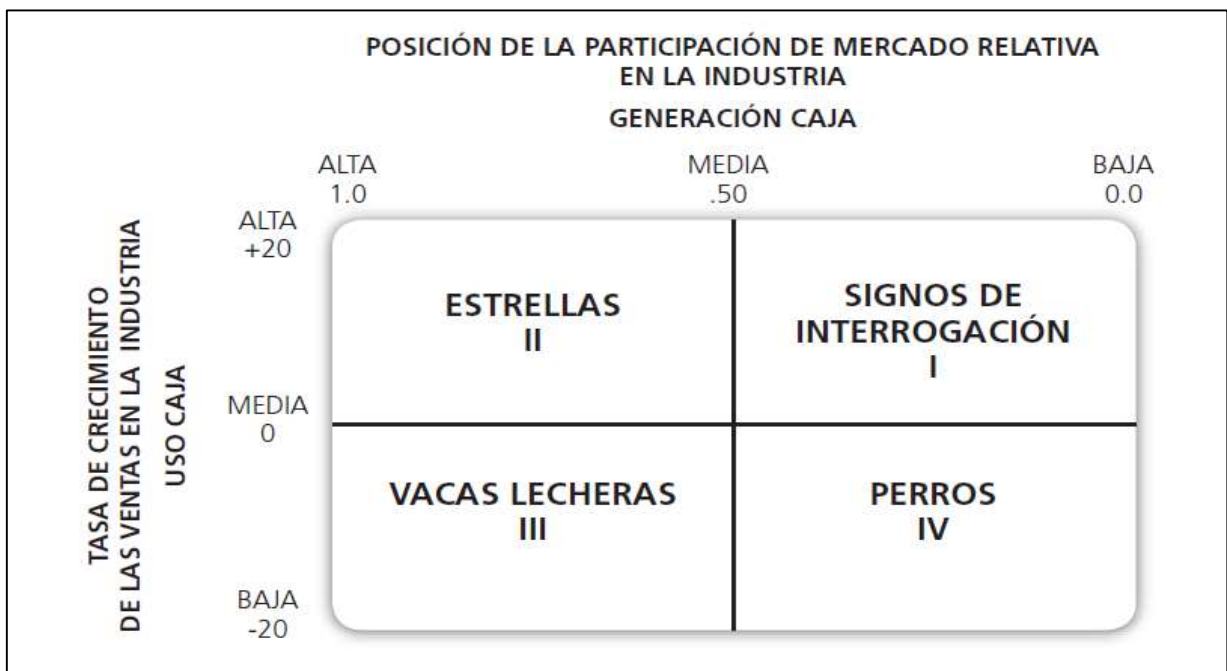 POSICIÓN DE LA PARTICIPACIÓN DE MERCADO RELATIVA
EN LA INDUSTRIA
GENERACIÓN CAJA
ALTA
1.0
MEDIA
.50
BAJA
0.0
TASA DE CRECIMIENTO
DE LAS VENTAS EN LA INDUSTRIA
USO CAJA
ALTA
+20
MEDIA
0
BAJA
-20
ESTRELLAS
II
SIGNOS DE
INTERROGACIÓN
I
VACAS LECHERAS
III
PERROS
IV